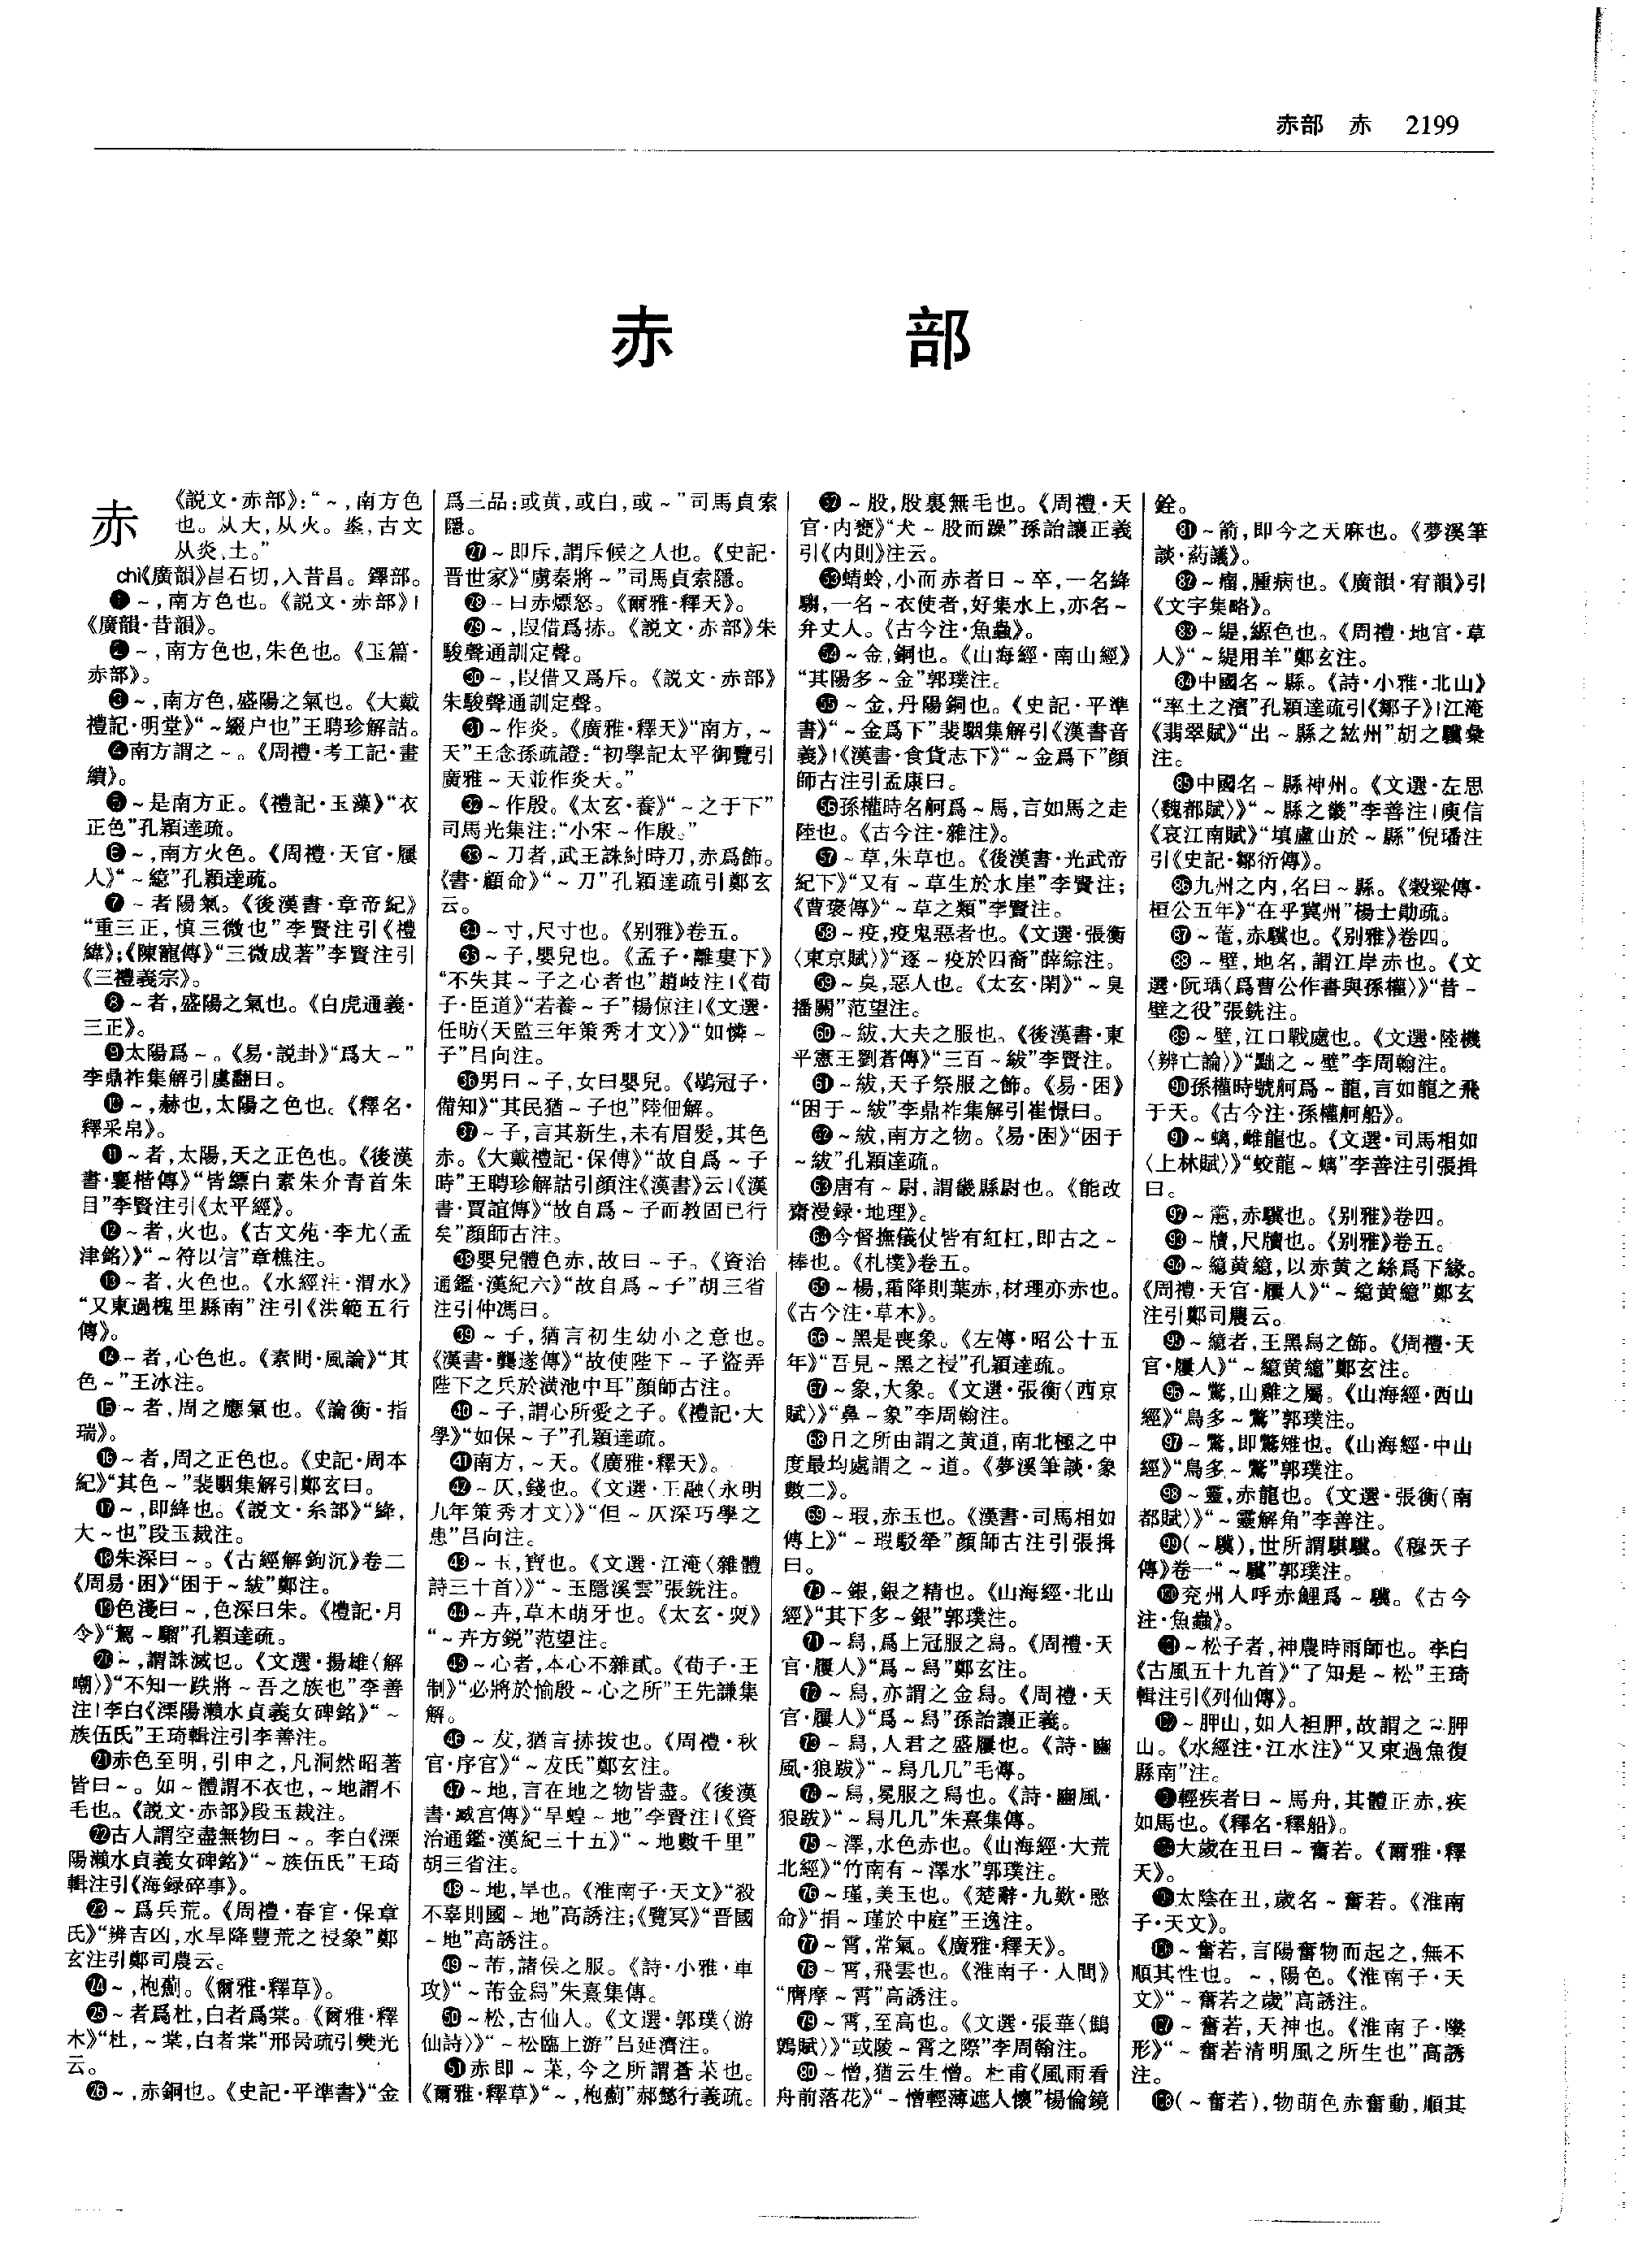 赤部　赤　2199
赤　部
赤
《説文·赤部》：“～，南方色
也。从大，从火。烾，古文
从炎、土。”
chì《廣韻》昌石切，入昔昌。鐸部。
❶～，南方色也。《説文·赤部》|
《廣韻·昔韻》。
❷～，南方色也，朱色也。《玉篇·
赤部》。
❸～，南方色，盛陽之氣也。《大戴
禮記·明堂》“～綴户也”王聘珍解詁。
❹南方謂之～。《周禮·考工記·畫
繢》。
❺～是南方正。《禮記·玉藻》“衣
正色”孔穎達疏。
❻～，南方火色。《周禮·天官·屨
人》“～繶”孔穎達疏。
❼～者陽氣。《後漢書·章帝紀》
“重三正，慎三微也”李賢注引《禮
緯》；《陳寵傳》“三微成著”李賢注引
《三禮義宗》。
❽～者，盛陽之氣也。《白虎通義·
三正》。
❾太陽爲～。《易·説卦》“爲大～”
李鼎祚集解引虞翻曰。
❿～，赫也，太陽之色也。《釋名·
釋采帛》。
⓫～者，太陽，天之正色也。《後漢
書·襄楷傳》“皆縹白素朱介青首朱
目”李賢注引《太平經》。
⓬～者，火也。《古文苑·李尤〈孟
津銘〉》“～符以信”章樵注。
⓭～者，火色也。《水經注·渭水》
“又東過槐里縣南”注引《洪範五行
傳》。
⓮～者，心色也。《素問·風論》“其
色～”王冰注。
⓯～者，周之應氣也。《論衡·指
瑞》。
⓰～者，周之正色也。《史記·周本
紀》“其色～”裴駰集解引鄭玄曰。
⓱～，即絳也。《説文·糸部》“絳，
大～也”段玉裁注。
⓲朱深曰～。《古經解鉤沉》卷二
《周易·困》“困于～紱”鄭注。
⓳色淺曰～，色深曰朱。《禮記·月
令》“駕～騮”孔穎達疏。
⓴～，謂誅滅也。《文選·揚雄〈解
嘲〉》“不知一跌將～吾之族也”李善
注|李白《溧陽瀨水貞義女碑銘》“～
族伍氏”王琦輯注引李善注。
㉑赤色至明，引申之，凡洞然昭著
皆曰～。如～體謂不衣也，～地謂不
毛也。《説文·赤部》段玉裁注。
㉒古人謂空盡無物曰～。李白《溧
陽瀨水貞義女碑銘》“～族伍氏”王琦
輯注引《海録碎事》。
㉓～爲兵荒。《周禮·春官·保章
氏》“辨吉凶，水旱降豐荒之祲象”鄭
玄注引鄭司農云。
㉔～，枹薊。《爾雅·釋草》。
㉕～者爲杜，白者爲棠。《爾雅·釋
木》“杜，～棠，白者棠”邢昺疏引樊光
云。
㉖～，赤銅也。《史記·平準書》“金
爲三品：或黄，或白，或～”司馬貞索
隱。
㉗～即斥，謂斥候之人也。《史記·
晋世家》“虜秦將～”司馬貞索隱。
㉘～曰赤熛怒。《爾雅·釋天》。
㉙～，叚借爲捇。《説文·赤部》朱
駿聲通訓定聲。
㉚～，叚借又爲斥。《説文·赤部》
朱駿聲通訓定聲。
㉛～作炎。《廣雅·釋天》“南方，～
天”王念孫疏證：“初學記太平御覽引
廣雅～天並作炎天。”
㉜～作殷。《太玄·養》“～之于下”
司馬光集注：“小宋～作殷。”
㉝～刀者，武王誅紂時刀，赤爲飾。
《書·顧命》“～刀”孔穎達疏引鄭玄
云。
㉞～寸，尺寸也。《别雅》卷五。
㉟～子，嬰兒也。《孟子·離婁下》
“不失其～子之心者也”趙岐注|《荀
子·臣道》“若養～子”楊倞注|《文選·
任昉〈天監三年策秀才文〉》“如憐～
子”吕向注。
㊱男曰～子，女曰嬰兒。《鶡冠子·
備知》“其民猶～子也”陸佃解。
㊲～子，言其新生，未有眉髮，其色
赤。《大戴禮記·保傅》“故自爲～子
時”王聘珍解詁引顔注《漢書》云|《漢
書·賈誼傳》“故自爲～子而教固已行
矣”顔師古注。
㊳嬰兒體色赤，故曰～子。《資治
通鑑·漢紀六》“故自爲～子”胡三省
注引仲馮曰。
㊴～子，猶言初生幼小之意也。
《漢書·龔遂傳》“故使陛下～子盗弄
陛下之兵於潢池中耳”顔師古注。
㊵～子，謂心所愛之子。《禮記·大
學》“如保～子”孔穎達疏。
㊶南方，～天。《廣雅·釋天》。
㊷～仄，錢也。《文選·王融〈永明
九年策秀才文〉》“但～仄深巧學之
患”吕向注。
㊸～玉，寶也。《文選·江淹〈雜體
詩三十首〉》“～玉隱溪雲”張銑注。
㊹～卉，草木萌牙也。《太玄·耎》
“～卉方鋭”范望注。
㊺～心者，本心不雜貳。《荀子·王
制》“必將於愉殷～心之所”王先謙集
解。
㊻～犮，猶言捇拔也。《周禮·秋
官·序官》“～犮氏”鄭玄注。
㊼～地，言在地之物皆盡。《後漢
書·臧宫傳》“旱蝗～地”李賢注|《資
治通鑑·漢紀三十五》“～地數千里”
胡三省注。
㊽～地，旱也。《淮南子·天文》“殺
不辜則國～地”高誘注；《覽冥》“晋國
～地”高誘注。
㊾～芾，諸侯之服。《詩·小雅·車
攻》“～芾金舄”朱熹集傳。
㊿～松，古仙人。《文選·郭璞〈游
仙詩〉》“～松臨上游”吕延濟注。
51赤即～茱，今之所謂蒼茱也。
《爾雅·釋草》“～，枹薊”郝懿行義疏。
52～股，股裏無毛也。《周禮·天
官·内饔》“犬～股而躁”孫詒讓正義
引《内則》注云。
53蜻蛉，小而赤者曰～卒，一名絳
騶，一名～衣使者，好集水上，亦名～
弁丈人。《古今注·魚蟲》。
54～金，銅也。《山海經·南山經》
“其陽多～金”郭璞注。
55～金，丹陽銅也。《史記·平準
書》“～金爲下”裴駰集解引《漢書音
義》|《漢書·食貨志下》“～金爲下”顔
師古注引孟康曰。
56孫權時名舸爲～馬，言如馬之走
陸也。《古今注·雜注》。
57～草，朱草也。《後漢書·光武帝
紀下》“又有～草生於水崖”李賢注；
《曹褒傳》“～草之類”李賢注。
58～疫，疫鬼惡者也。《文選·張衡
〈東京賦〉》“逐～疫於四裔”薛綜注。
59～臭，惡人也。《太玄·閑》“～臭
播關”范望注。
60～紱，大夫之服也。《後漢書·東
平憲王劉蒼傳》“三百～紱”李賢注。
61～紱，天子祭服之飾。《易·困》
“困于～紱”李鼎祚集解引崔憬曰。
62～紱，南方之物。《易·困》“困于
～紱”孔穎達疏。
63唐有～尉，謂畿縣尉也。《能改
齋漫録·地理》。
64今督撫儀仗皆有紅杠，即古之～
棒也。《札樸》卷五。
65～楊，霜降則葉赤，材理亦赤也。
《古今注·草木》。
66～黑是喪象。《左傳·昭公十五
年》“吾見～黑之祲”孔穎達疏。
67～象，大象。《文選·張衡〈西京
賦〉》“鼻～象”李周翰注。
68日之所由謂之黄道，南北極之中
度最均處謂之～道。《夢溪筆談·象
數二》。
69～瑕，赤玉也。《漢書·司馬相如
傳上》“～瑕駁犖”顔師古注引張揖
曰。
70～銀，銀之精也。《山海經·北山
經》“其下多～銀”郭璞注。
71～舄，爲上冠服之舄。《周禮·天
官·屨人》“爲～舄”鄭玄注。
72～舄，亦謂之金舄。《周禮·天
官·屨人》“爲～舄”孫詒讓正義。
73～舄，人君之盛屨也。《詩·豳
風·狼跋》“～舄几几”毛傳。
74～舄，冕服之舄也。《詩·豳風·
狼跋》“～舄几几”朱熹集傳。
75～澤，水色赤也。《山海經·大荒
北經》“竹南有～澤水”郭璞注。
76～瑾，美玉也。《楚辭·九歎·愍
命》“捐～瑾於中庭”王逸注。
77～霄，常氣。《廣雅·釋天》。
78～霄，飛雲也。《淮南子·人間》
“膺摩～霄”高誘注。
79～霄，至高也。《文選·張華〈鷦
鷯賦〉》“或陵～霄之際”李周翰注。
80～憎，猶云生憎。杜甫《風雨看
舟前落花》“～憎輕薄遮人懷”楊倫鏡
銓。
81～箭，即今之天麻也。《夢溪筆
談·藥議》。
82～瘤，腫病也。《廣韻·宥韻》引
《文字集略》。
83～緹，縓色也。《周禮·地官·草
人》“～緹用羊”鄭玄注。
84中國名～縣。《詩·小雅·北山》
“率土之濱”孔穎達疏引《鄒子》|江淹
《翡翠賦》“出～縣之紘州”胡之驥彙
注。
85中國名～縣神州。《文選·左思
〈魏都賦〉》“～縣之畿”李善注|庾信
《哀江南賦》“填盧山於～縣”倪璠注
引《史記·鄒衍傳》。
86九州之内，名曰～縣。《穀梁傳·
桓公五年》“在乎冀州”楊士勛疏。
87～，赤驥也。《别雅》卷四。
88～壁，地名，謂江岸赤也。《文
選·阮瑀〈爲曹公作書與孫權〉》“昔～
壁之役”張銑注。
89～壁，江口戰處也。《文選·陸機
〈辨亡論〉》“黜之～壁”李周翰注。
90孫權時號舸爲～龍，言如龍之飛
于天。《古今注·孫權舸船》。
91～螭，雌龍也。《文選·司馬相如
〈上林賦〉》“蛟龍～螭”李善注引張揖
曰。
92～，赤驥也。《别雅》卷四。
93～牘，尺牘也。《别雅》卷五。
94～繶黄繶，以赤黄之絲爲下緣。
《周禮·天官·屨人》“～繶黄繶”鄭玄
注引鄭司農云。
95～繶者，王黑舄之飾。《周禮·天
官·屨人》“～繶黄繶”鄭玄注。
96～鷩，山雞之屬。《山海經·西山
經》“鳥多～鷩”郭璞注。
97～鷩，即鷩雉也。《山海經·中山
經》“鳥多～鷩”郭璞注。
98～靈，赤龍也。《文選·張衡〈南
都賦〉》“～靈解角”李善注。
99（～驥），世所謂騏驥。《穆天子
傳》卷一“～驥”郭璞注。
100兖州人呼赤鯉爲～驥。《古今
注·魚蟲》。
101～松子者，神農時雨師也。李白
《古風五十九首》“了知是～松”王琦
輯注引《列仙傳》。
102～胛山，如人袒胛，故謂之～胛
山。《水經注·江水注》“又東過魚復
縣南”注。
103輕疾者曰～馬舟，其體正赤，疾
如馬也。《釋名·釋船》。
104大歲在丑曰～奮若。《爾雅·釋
天》。
105太陰在丑，歲名～奮若。《淮南
子·天文》。
106～奮若，言陽奮物而起之，無不
順其性也。～，陽色。《淮南子·天
文》“～奮若之歲”高誘注。
107～奮若，天神也。《淮南子·墬
形》“～奮若清明風之所生也”高誘
注。
108（～奮若），物萌色赤奮動，順其